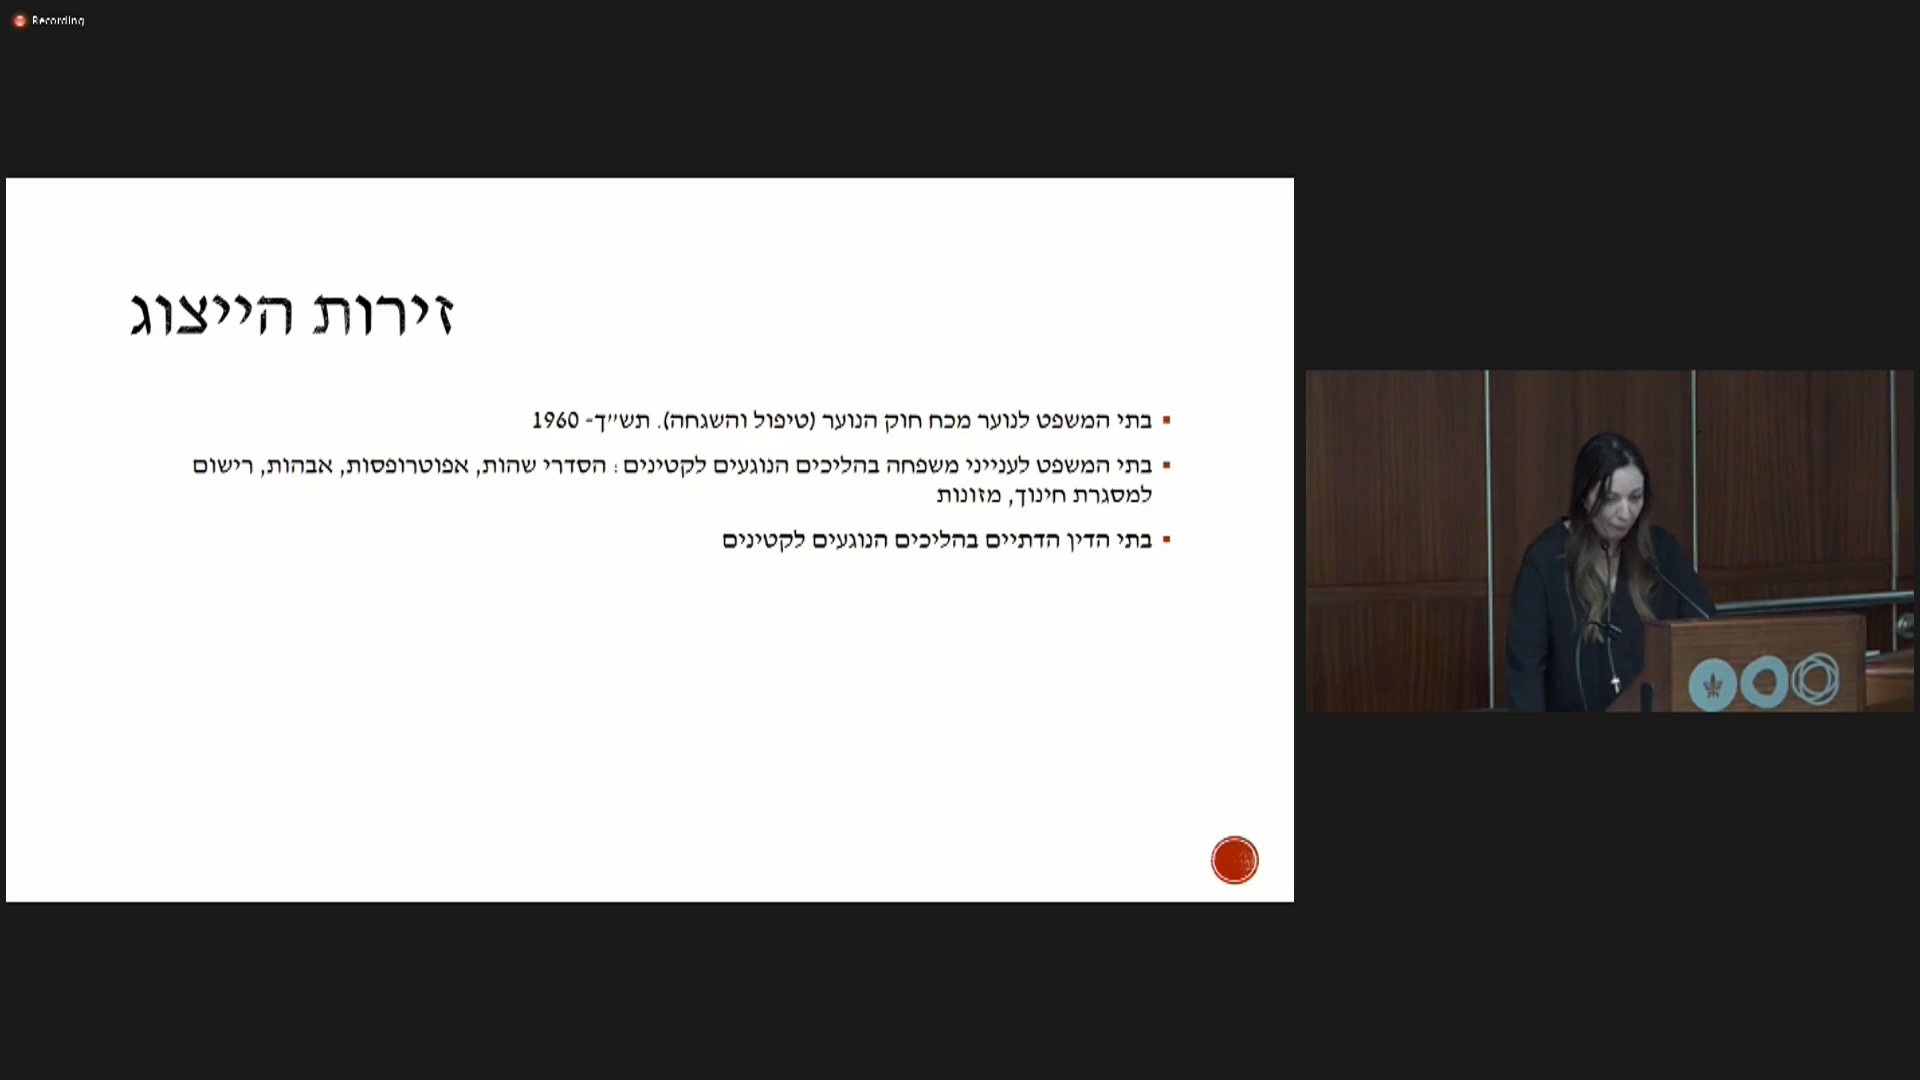 Recording
זירות הייצוג
בתי המשפט לנוער מכח חוק הנוער (טיפול והשגחה). תש״ך- 1960
בתי המשפט לענייני משפחה בהליכים הנוגעים לקטינים : הסדרי שהות, אפוטרופסות, אבהות, רישום
למסגרת חינוך, מזונות
בתי הדין הדתיים בהליכים הנוגעים לקטינים